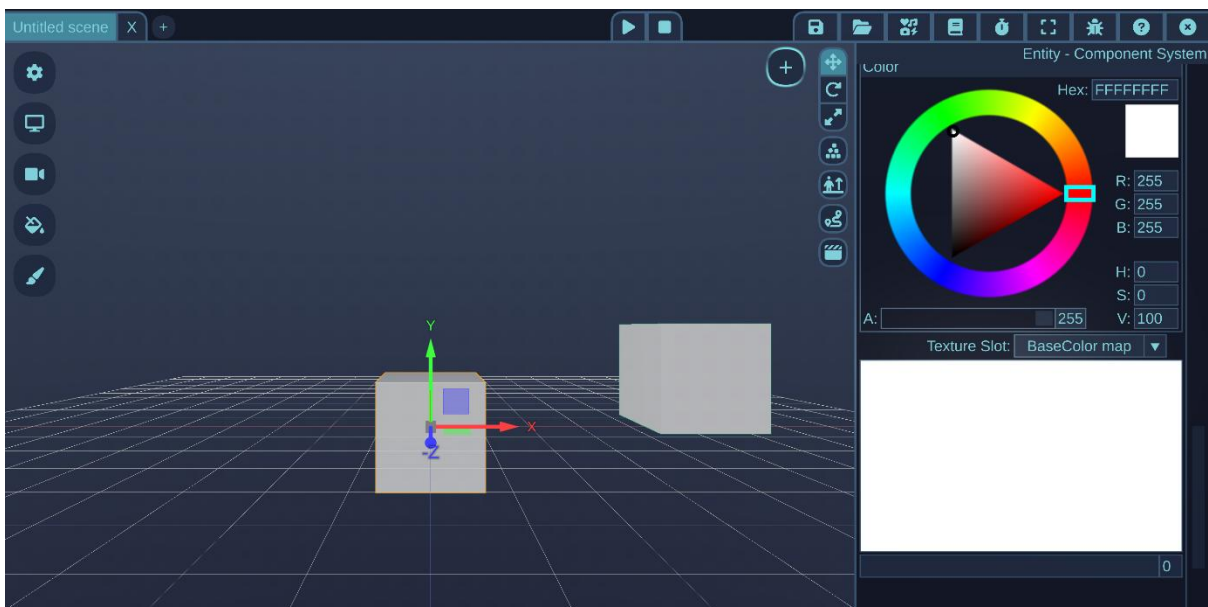 Untitled scene X +
Entity - Component System
Color
Hex: FFFFFFFF
R: 255
G: 255
B: 255
H: 0
S: 0
A: 255 V: 100
Texture Slot: BaseColor map ▼
Y
X
-Z
0